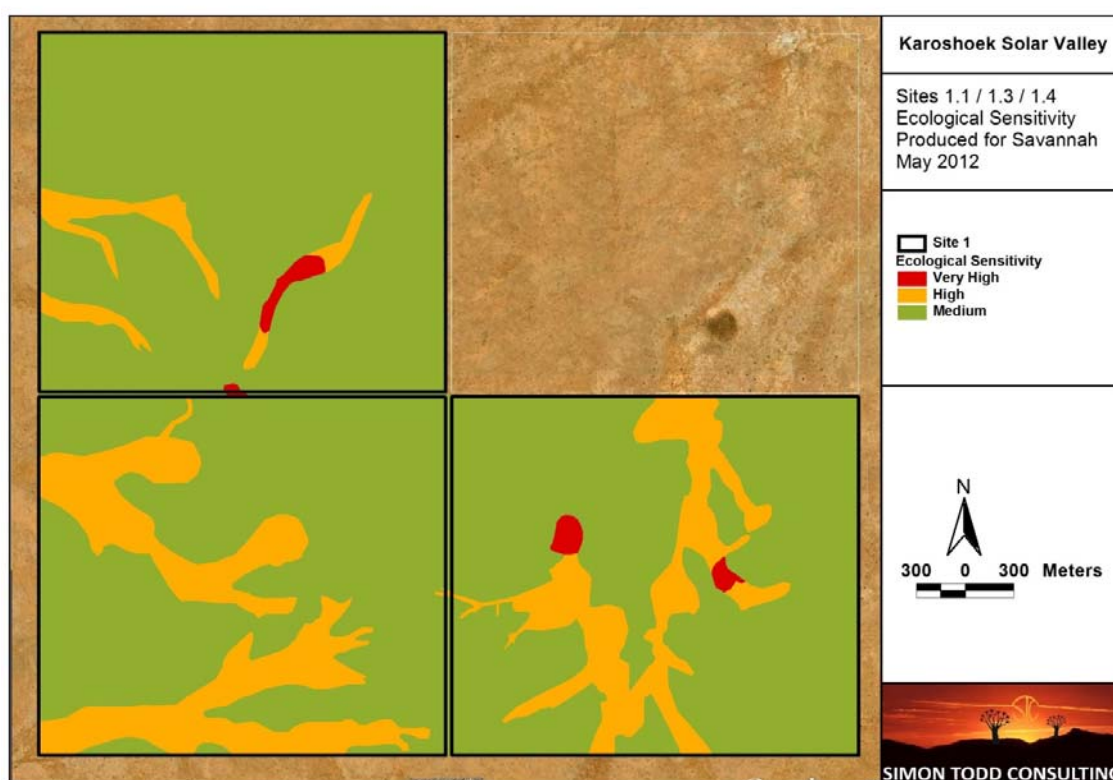 Karoshoek Solar Valley
Sites 1.1 / 1.3 / 1.4
Ecological Sensitivity
Produced for Savannah
May 2012
Site 1
Ecological Sensitivity
Very High
High
Medium
N
300 0 300 Meters
SIMON TODD CONSULTING